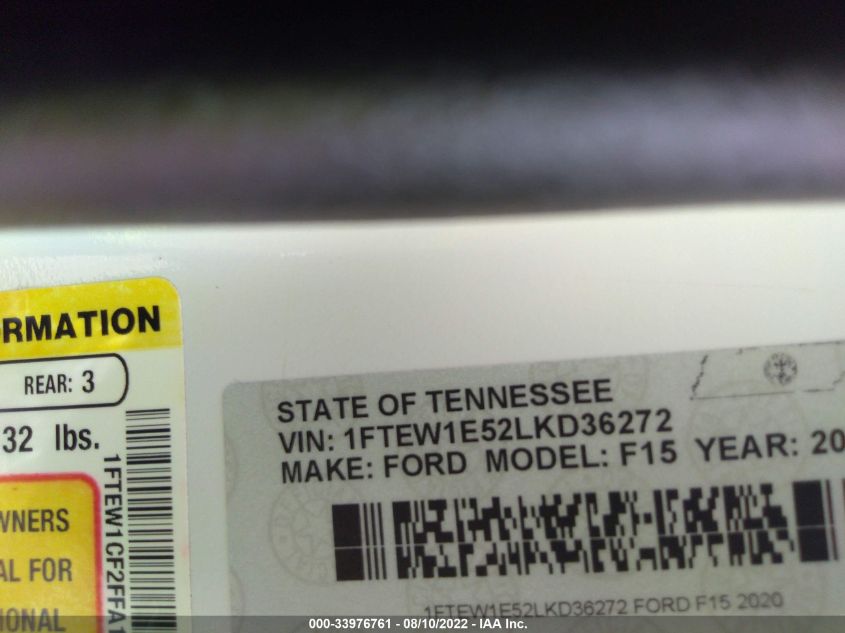 RMATION
REAR: 3
32 lbs.
1FTEW1CF2FFA1
WNERS
AL FOR
IONAL
STATE OF TENNESSEE
VIN: 1FTEW1E52LKD36272
MAKE: FORD MODEL: F15 YEAR: 20
1FTEW1E52LKD36272 FORD F15 2020
000-33976761 - 08/10/2022 - IAA Inc.